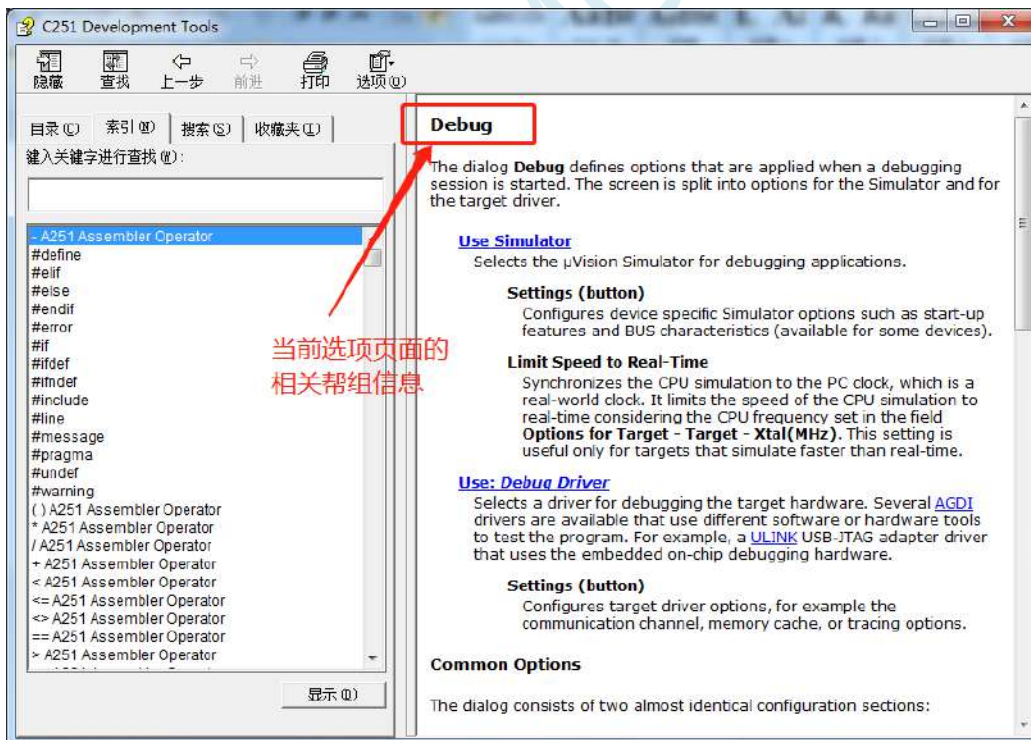 C251 Development Tools
隐藏 查找 上一步 前进 打印 选项(O)
目录(C) 索引(N) 搜索(S) 收藏夹(I)
键入关键字进行查找(W):
- A251 Assembler Operator
#define
#elif
#else
#endif
#error
#if
#ifdef
#ifndef
#include
#line
#message
#pragma
#undef
#warning
( ) A251 Assembler Operator
* A251 Assembler Operator
/ A251 Assembler Operator
+ A251 Assembler Operator
< A251 Assembler Operator
<= A251 Assembler Operator
<> A251 Assembler Operator
== A251 Assembler Operator
> A251 Assembler Operator
显示(D)
当前选项页面的
相关帮组信息
Debug
The dialog Debug defines options that are applied when a debugging
session is started. The screen is split into options for the Simulator and for
the target driver.
Use Simulator
Selects the µVision Simulator for debugging applications.
Settings (button)
Configures device specific Simulator options such as start-up
features and BUS characteristics (available for some devices).
Limit Speed to Real-Time
Synchronizes the CPU simulation to the PC clock, which is a
real-world clock. It limits the speed of the CPU simulation to
real-time considering the CPU frequency set in the field
Options for Target - Target - Xtal(MHz). This setting is
useful only for targets that simulate faster than real-time.
Use: Debug Driver
Selects a driver for debugging the target hardware. Several AGDI
drivers are available that use different software or hardware tools
to test the program. For example, a ULINK USB-JTAG adapter driver
that uses the embedded on-chip debugging hardware.
Settings (button)
Configures target driver options, for example the
communication channel, memory cache, or tracing options.
Common Options
The dialog consists of two almost identical configuration sections: